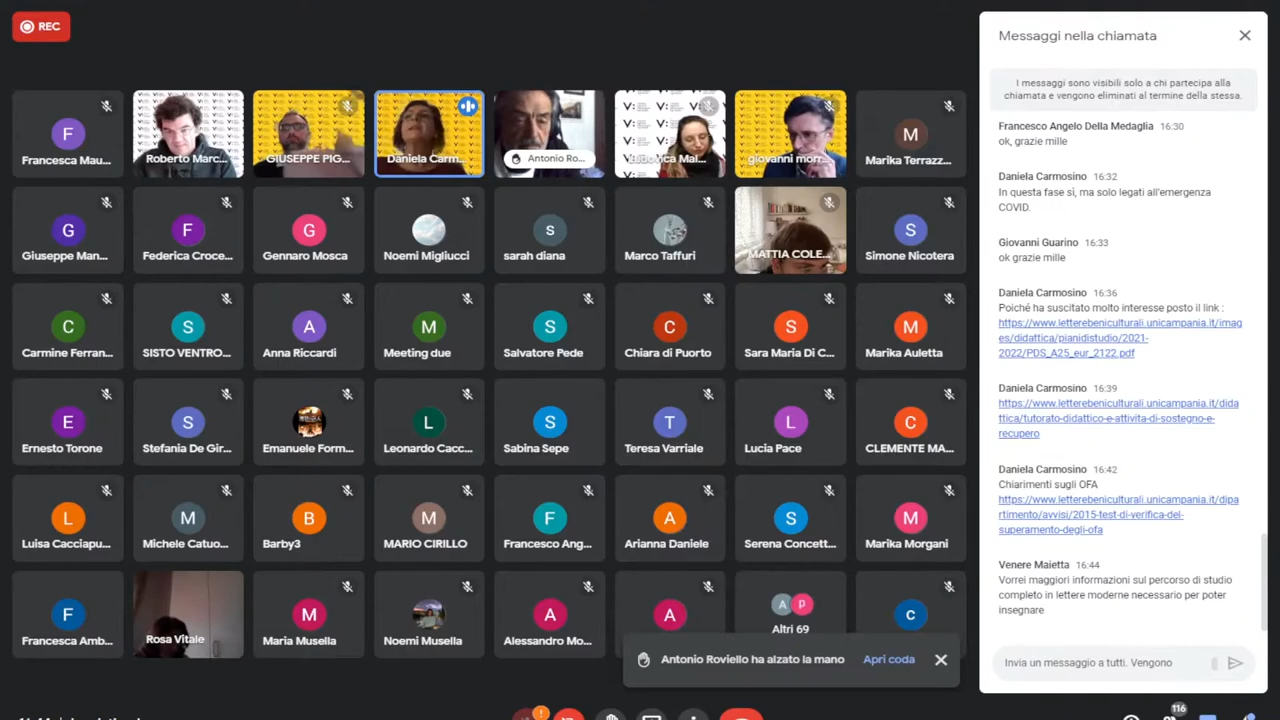 REC
Francesca Mau...
Roberto Marc...
GIUSEPPE PIG...
Daniela Carm...
Antonio Ro...
Ludovica Mal...
giovanni morr...
Marika Terrazz...
Giuseppe Man...
Federica Croce...
Gennaro Mosca
Noemi Migliucci
sarah diana
Marco Taffuri
MATTIA COLE...
Simone Nicotera
Carmine Ferran...
SISTO VENTRO...
Anna Riccardi
Meeting due
Salvatore Pede
Chiara di Puorto
Sara Maria Di C...
Marika Auletta
Ernesto Torone
Stefania De Gir...
Emanuele Form...
Leonardo Cacc...
Sabina Sepe
Teresa Varriale
Lucia Pace
CLEMENTE MA...
Luisa Cacciapu...
Michele Catuo...
Barby3
MARIO CIRILLO
Francesco Ang...
Arianna Daniele
Serena Concett...
Marika Morgani
Francesca Amb...
Rosa Vitale
Maria Musella
Noemi Musella
Alessandro Mo...
Altri 69
Antonio Roviello ha alzato la mano
Apri coda
Messaggi nella chiamata
I messaggi sono visibili solo a chi partecipa alla
chiamata e vengono eliminati al termine della stessa.
Francesco Angelo Della Medaglia 16:30
ok, grazie mille
Daniela Carmosino 16:32
In questa fase sì, ma solo legati all'emergenza
COVID.
Giovanni Guarino 16:33
ok grazie mille
Daniela Carmosino 16:36
Poiché ha suscitato molto interesse posto il link :
https://www.letterebeniculturali.unicampania.it/imag
es/didattica/pianidistudio/2021-
2022/PDS_A25_eur_2122.pdf
Daniela Carmosino 16:39
https://www.letterebeniculturali.unicampania.it/dida
ttica/tutorato-didattico-e-attivita-di-sostegno-e-
recupero
Daniela Carmosino 16:42
Chiarimenti sugli OFA
https://www.letterebeniculturali.unicampania.it/dipa
rtimento/avvisi/2015-test-di-verifica-del-
superamento-degli-ofa
Venere Maietta 16:44
Vorrei maggiori informazioni sul percorso di studio
completo in lettere moderne necessario per poter
insegnare
Invia un messaggio a tutti. Vengono
116